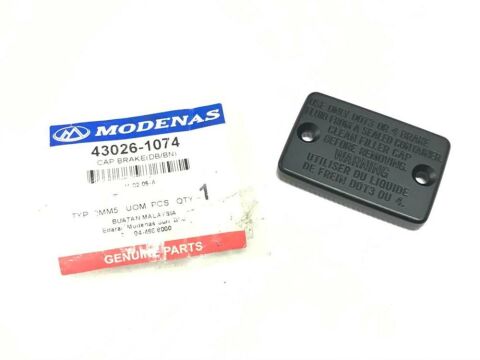 MODENAS
43026-1074
CAP BRAKE(DB/BN)
UOM PCS QTY 1
BUATAN MALAYSIA
Modenas
GENUINE PARTS
USE ONLY DOT3 OR 4 BRAKE
FLUID FROM A SEALED CONTAINER.
CLEAN FILLER CAP
BEFORE REMOVING.
WARNING
UTILISER DU LIQUIDE
DE FREIN DOT3 OU 4.